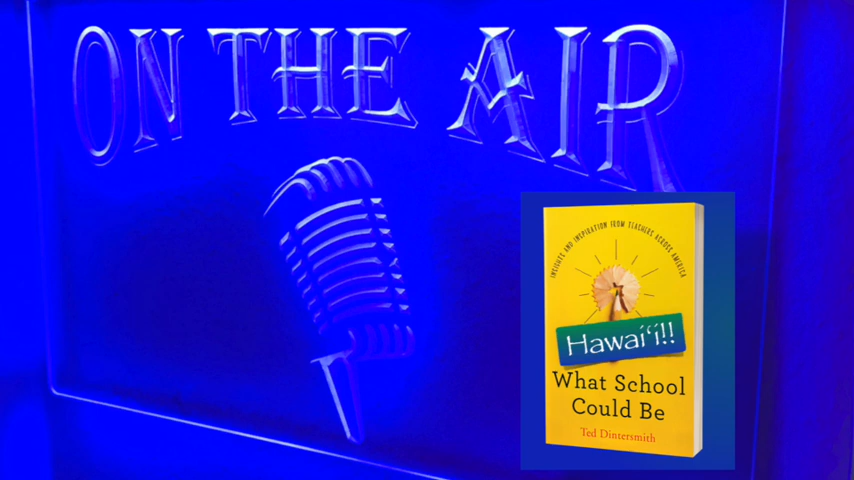 ON THE AIR
INSIGHTS AND INSPIRATION FROM TEACHERS ACROSS AMERICA
Hawai‘i!!
What School
Could Be
Ted Dintersmith